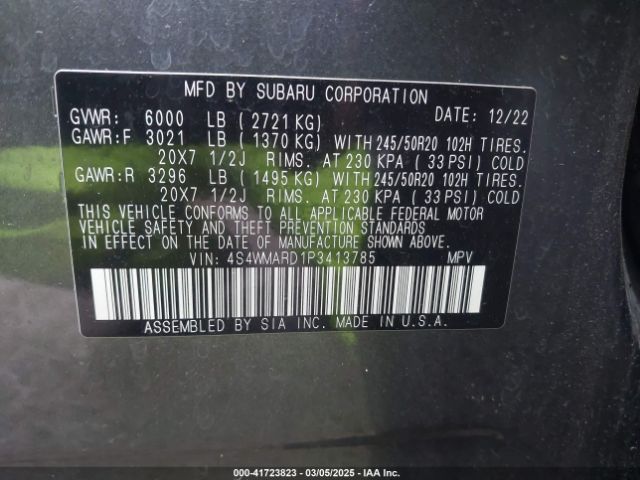 MFD BY SUBARU CORPORATION
GVWR: 6000 LB (2721 KG) DATE: 12/22
GAWR:F 3021 LB (1370 KG) WITH 245/50R20 102H TIRES.
20X7 1/2J RIMS. AT 230 KPA (33 PSI) COLD
GAWR:R 3296 LB (1495 KG) WITH 245/50R20 102H TIRES.
20X7 1/2J RIMS. AT 230 KPA (33 PSI) COLD
THIS VEHICLE CONFORMS TO ALL APPLICABLE FEDERAL MOTOR
VEHICLE SAFETY AND THEFT PREVENTION STANDARDS
IN EFFECT ON THE DATE OF MANUFACTURE SHOWN ABOVE.
VIN: 4S4WMARD1P3413785 MPV
ASSEMBLED BY SIA INC. MADE IN U.S.A.
00-41723823 - 03/05/2025 - IAA Inc.